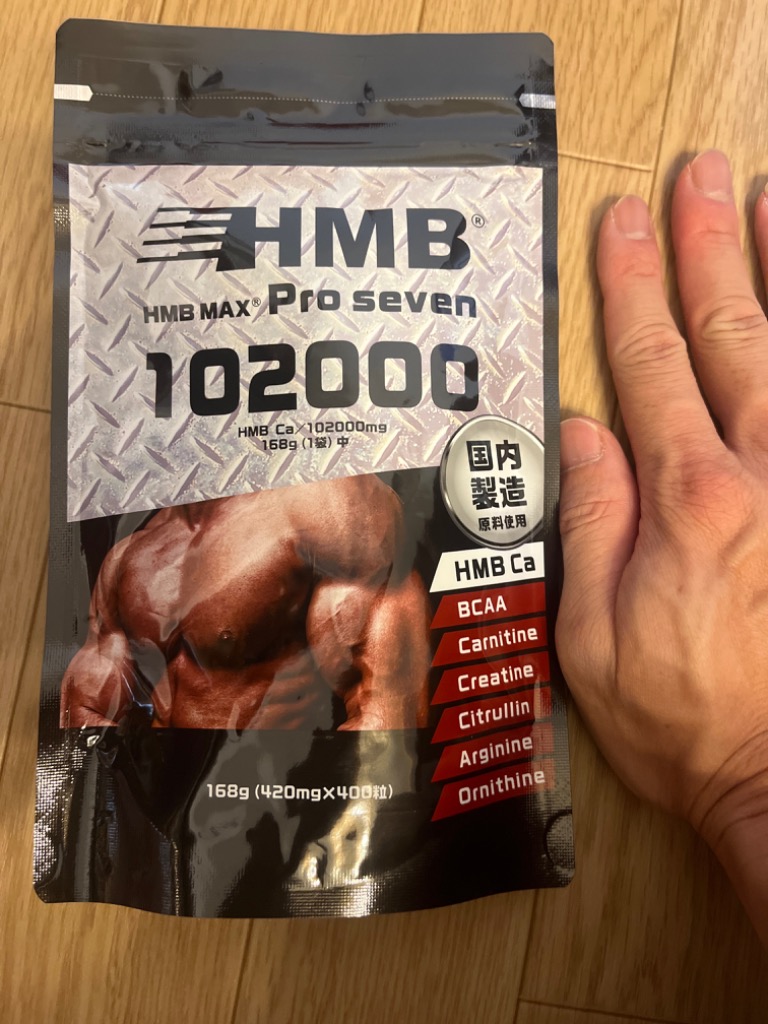 HMB®
HMB MAX® Pro seven
102000
HMB Ca/102000mg
168g (1袋) 中
国内
製造
原料使用
HMB Ca
BCAA
Carnitine
Creatine
Citrullin
Arginine
Ornithine
168g (420mg×400粒)